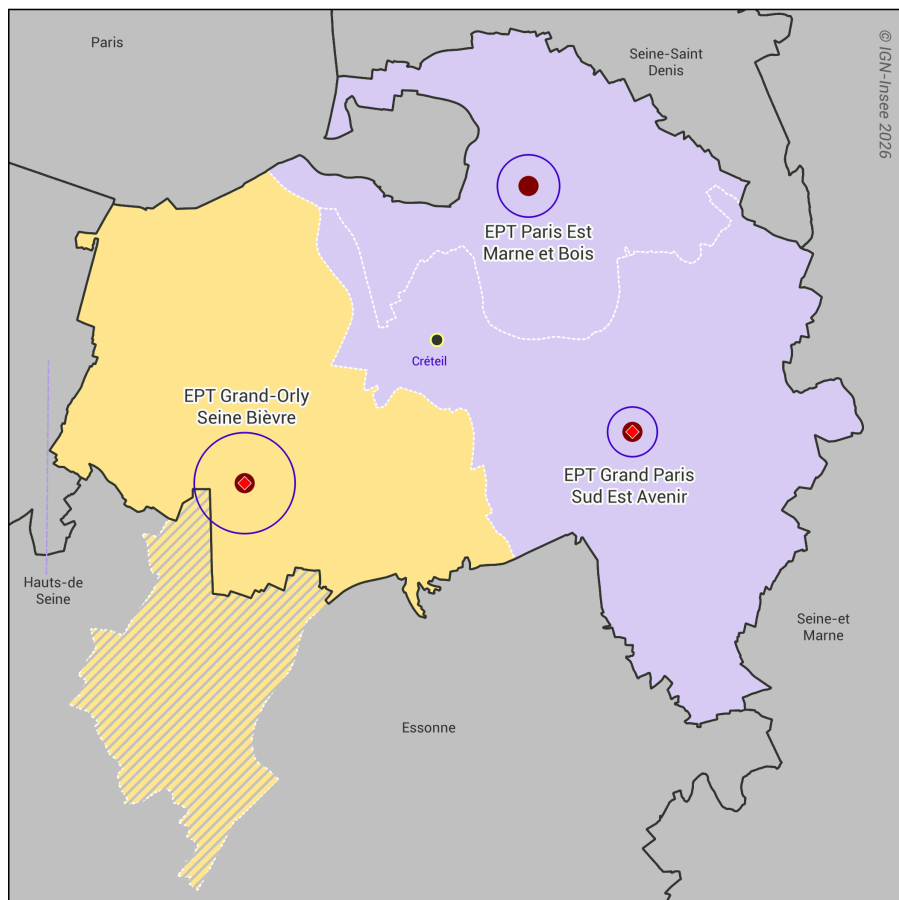 Paris
Seine-Saint
Denis
© IGN-Insee 2026
EPT Paris Est
Marne et Bois
Créteil
EPT Grand-Orly
Seine Bièvre
EPT Grand Paris
Sud Est Avenir
Hauts-de
Seine
Seine-et
Marne
Essonne